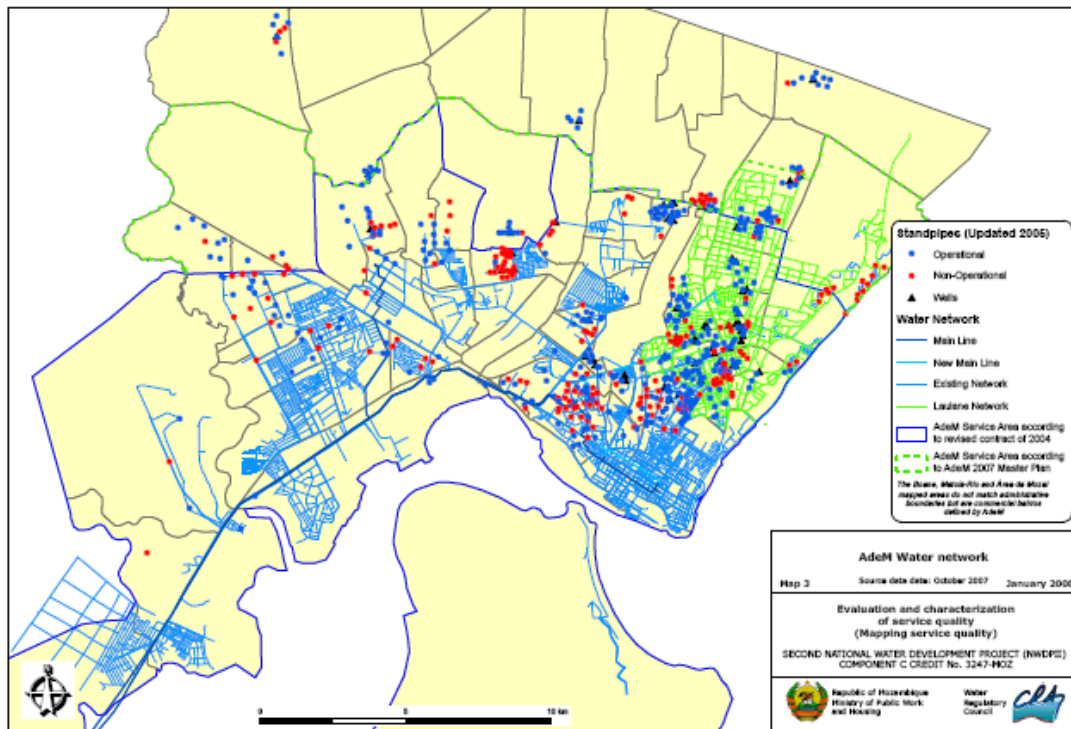 Standpipes (Updated 2006)
Operational
Non-Operational
Wells
Water Network
Main Line
New Main Line
Existing Network
Laulane Network
AdeM Service Area according
to revised contract of 2004
AdeM Service Area according
to AdeM 2007 Master Plan
The Boane, Matola-Rio and Área da Mozal
mapped areas do not match administrative
boundaries but are commercial bairros
defined by AdeM
0 5 10 km
AdeM Water network
Map 3 Source data date: October 2007 January 2008
Evaluation and characterization
of service quality
(Mapping service quality)
SECOND NATIONAL WATER DEVELOPMENT PROJECT (NWDPII)
COMPONENT C CREDIT No. 3247-MOZ
Republic of Mozambique
Ministry of Public Work
and Housing
Water
Regulatory
Council
CRA